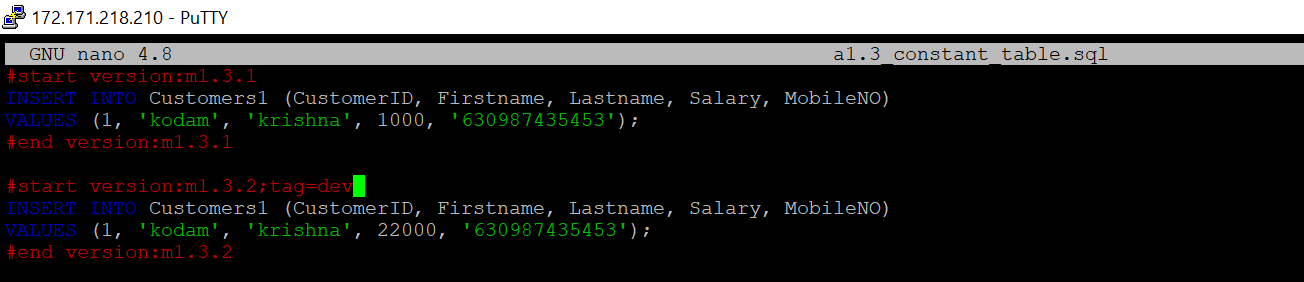 172.171.218.210 - PuTTY
GNU nano 4.8 a1.3_constant_table.sql
#start version:m1.3.1
INSERT INTO Customers1 (CustomerID, Firstname, Lastname, Salary, MobileNO)
VALUES (1, 'kodam', 'krishna', 1000, '630987435453');
#end version:m1.3.1
#start version:m1.3.2;tag=dev
INSERT INTO Customers1 (CustomerID, Firstname, Lastname, Salary, MobileNO)
VALUES (1, 'kodam', 'krishna', 22000, '630987435453');
#end version:m1.3.2